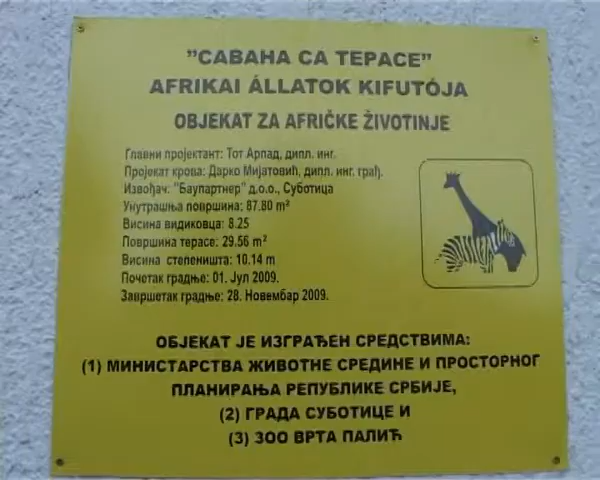 ”САВАНА СА ТЕРАСЕ”
AFRIKAI ÁLLATOK KIFUTÓJA
OBJEKAT ZA AFRIČKE ŽIVOTINJE
Главни пројектант: Тот Арпад, дипл. инг.
Пројекат крова: Дарко Мијатовић, дипл. инг. грађ.
Извођач: "Баупартнер" д.о.о., Суботица
Унутрашња површина: 87.80 m²
Висина видиковца: 8.25
Површина терасе: 29.56 m²
Висина степеништа: 10.14 m
Почетак градње: 01. Јул 2009.
Завршетак градње: 28. Новембар 2009.
ОБЈЕКАТ ЈЕ ИЗГРАЂЕН СРЕДСТВИМА:
(1) МИНИСТАРСТВА ЖИВОТНЕ СРЕДИНЕ И ПРОСТОРНОГ
ПЛАНИРАЊА РЕПУБЛИКЕ СРБИЈЕ,
(2) ГРАДА СУБОТИЦЕ И
(3) ЗОО ВРТА ПАЛИЋ